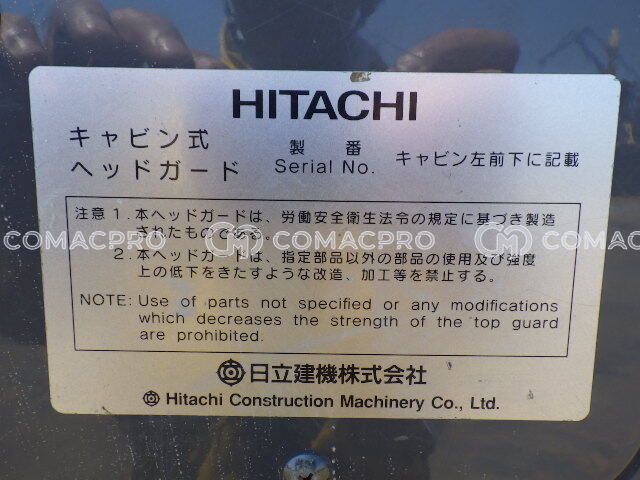 HITACHI
キャビン式
ヘッドガード
製 番
Serial No.
キャビン左前下に記載
注意 1. 本ヘッドガードは、労働安全衛生法令の規定に基づき製造
されたものである。
2. 本ヘッドガードは、指定部品以外の部品の使用及び強度
上の低下をきたすような改造、加工等を禁止する。
NOTE: Use of parts not specified or any modifications
which decreases the strength of the top guard
are prohibited.
日立建機株式会社
Hitachi Construction Machinery Co., Ltd.
COMACPRO COMACPRO COMACPRO